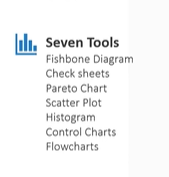 Seven Tools
Fishbone Diagram
Check sheets
Pareto Chart
Scatter Plot
Histogram
Control Charts
Flowcharts